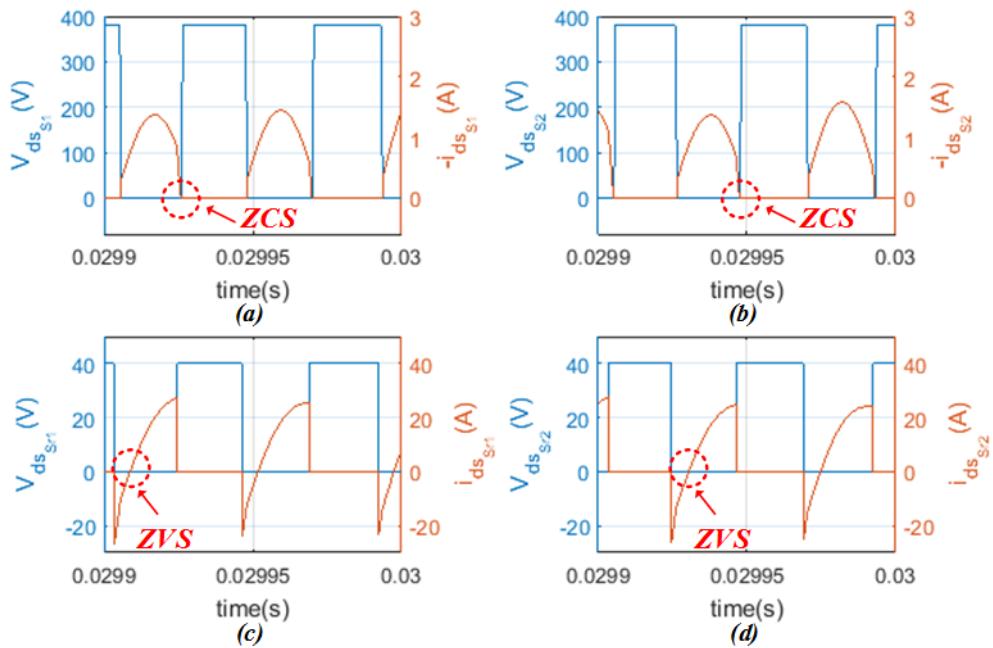 400
300
200
100
0
V_ds_S1 (V)
3
2
1
0
-i_ds_S1 (A)
ZCS
0.0299
0.02995
0.03
time(s)
(a)
400
300
200
100
0
V_ds_S2 (V)
3
2
1
0
-i_ds_S2 (A)
ZCS
0.0299
0.02995
0.03
time(s)
(b)
40
20
0
-20
V_ds_Sr1 (V)
40
20
0
-20
i_ds_Sr1 (A)
ZVS
0.0299
0.02995
0.03
time(s)
(c)
40
20
0
-20
V_ds_Sr2 (V)
40
20
0
-20
i_ds_Sr2 (A)
ZVS
0.0299
0.02995
0.03
time(s)
(d)